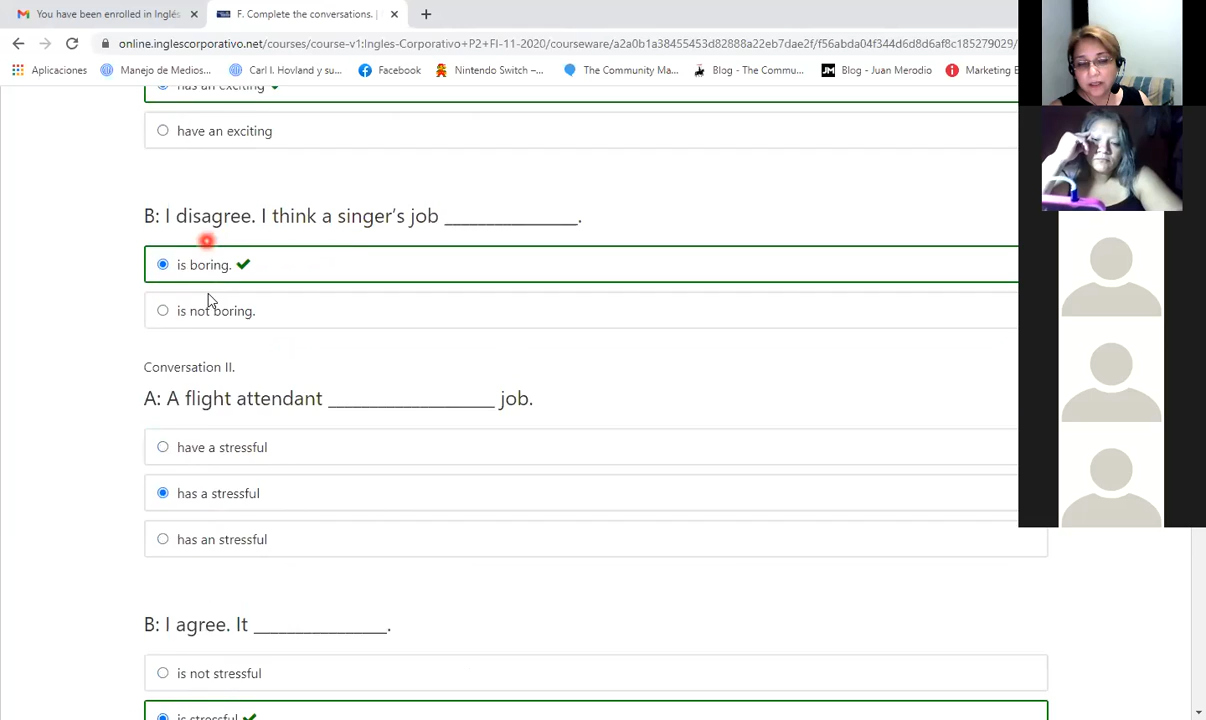 You have been enrolled in Inglés
F. Complete the conversations. |
online.inglescorporativo.net/courses/course-v1:Ingles-Corporativo+P2+FI-11-2020/courseware/a2a0b1a38455453d82888a22eb7dae2f/f56abda04f344d6d8d6af8c185279029/
Aplicaciones
Manejo de Medios...
Carl I. Hovland y su...
Facebook
Nintendo Switch –...
The Community Ma...
Blog - The Commu...
JM
Blog - Juan Merodio
Marketing E
has an exciting
have an exciting
B: I disagree. I think a singer's job _______________.
is boring.
is not boring.
Conversation II.
A: A flight attendant ___________________ job.
have a stressful
has a stressful
has an stressful
B: I agree. It _______________.
is not stressful
is stressful